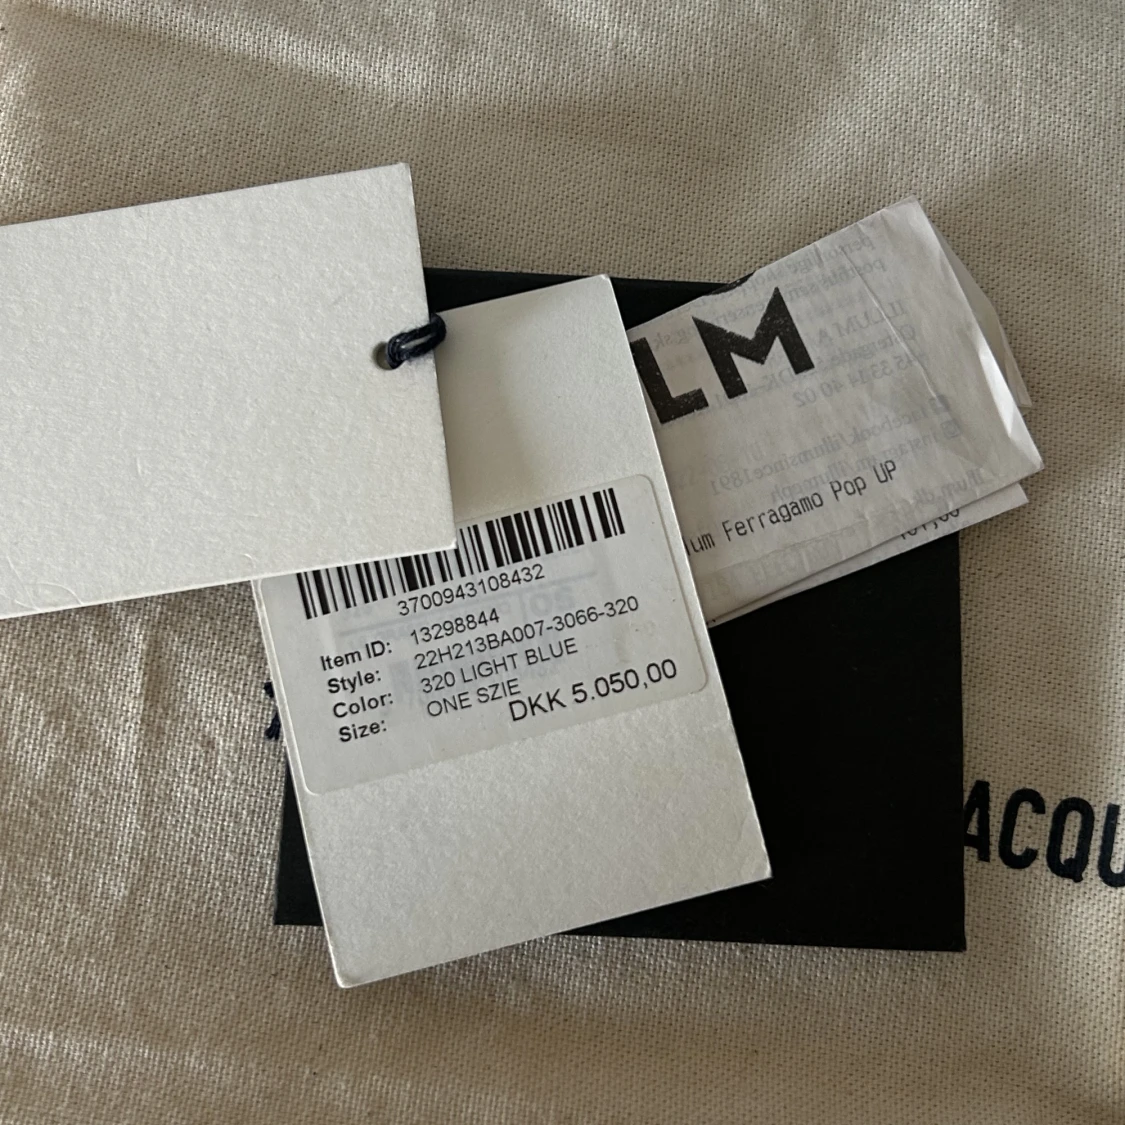 LM
um Ferragamo Pop UP
3700943108432
Item ID: 13298844
Style: 22H213BA007-3066-320
Color: 320 LIGHT BLUE
Size: ONE SZIE
DKK 5.050,00
ACQU